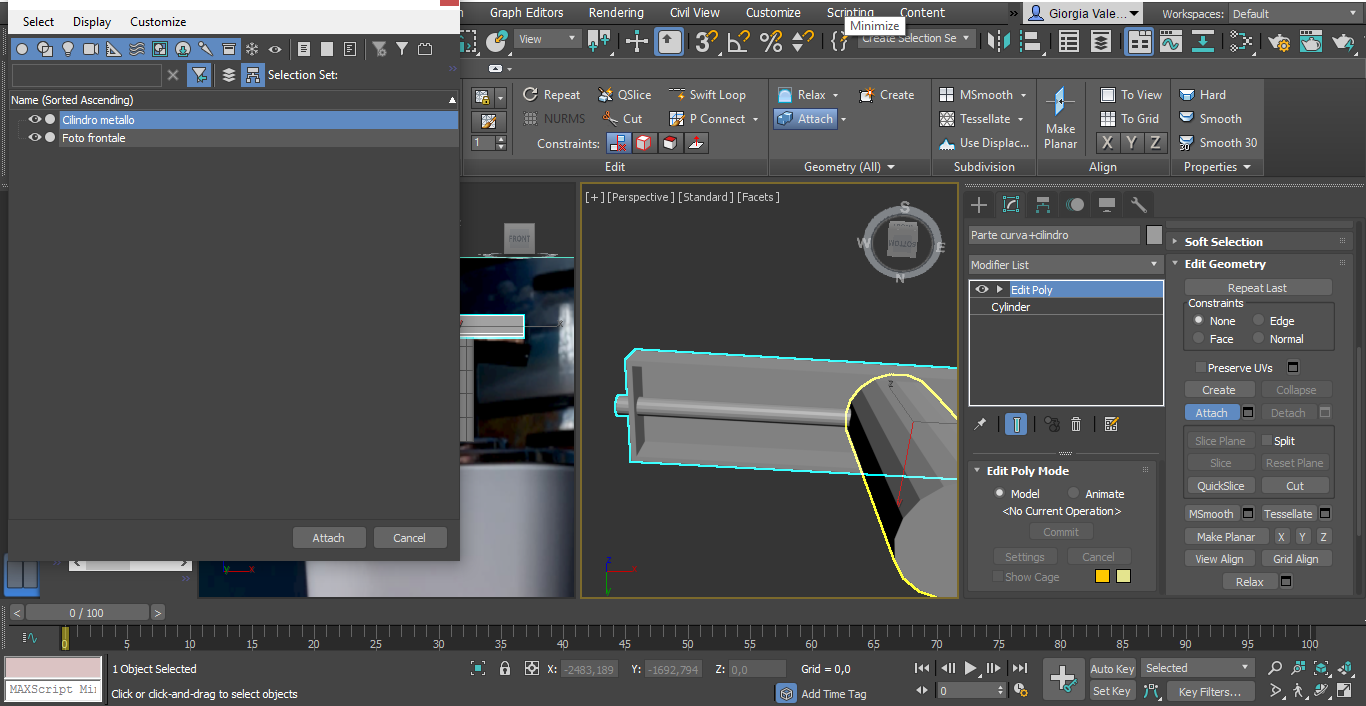 Select Display Customize
Graph Editors Rendering Civil View Customize Scripting Content » Giorgia Vale... Workspaces: Default
Minimize
View
Create Selection Se
Selection Set:
Name (Sorted Ascending)
Cilindro metallo
Foto frontale
Attach Cancel
Repeat QSlice Swift Loop
NURMS Cut P Connect
1 Constraints:
Edit
Relax Create
Attach
Geometry (All)
MSmooth
Tessellate
Use Displac...
Subdivision
Make
Planar
To View
To Grid
X Y Z
Align
Hard
Smooth
Smooth 30
Properties
FRONT
[+] [Perspective ] [Standard ] [Facets ]
S
W E
N
z
Parte curva+cilindro
Modifier List
Edit Poly
Cylinder
Edit Poly Mode
Model Animate
<No Current Operation>
Commit
Settings Cancel
Show Cage
Soft Selection
Edit Geometry
Repeat Last
Constraints
None Edge
Face Normal
Preserve UVs
Create Collapse
Attach Detach
Slice Plane Split
Slice Reset Plane
QuickSlice Cut
MSmooth Tessellate
Make Planar X Y Z
View Align Grid Align
Relax
< 0 / 100 >
0 5 10 15 20 25 30 35 40 45 50 55 60 65 70 75 80 85 90 95 100
1 Object Selected X: -2483,189 Y: -1692,794 Z: 0,0 Grid = 0,0
MAXScript Mi
Click or click-and-drag to select objects
Add Time Tag
0
Auto Key Selected
Set Key Key Filters...